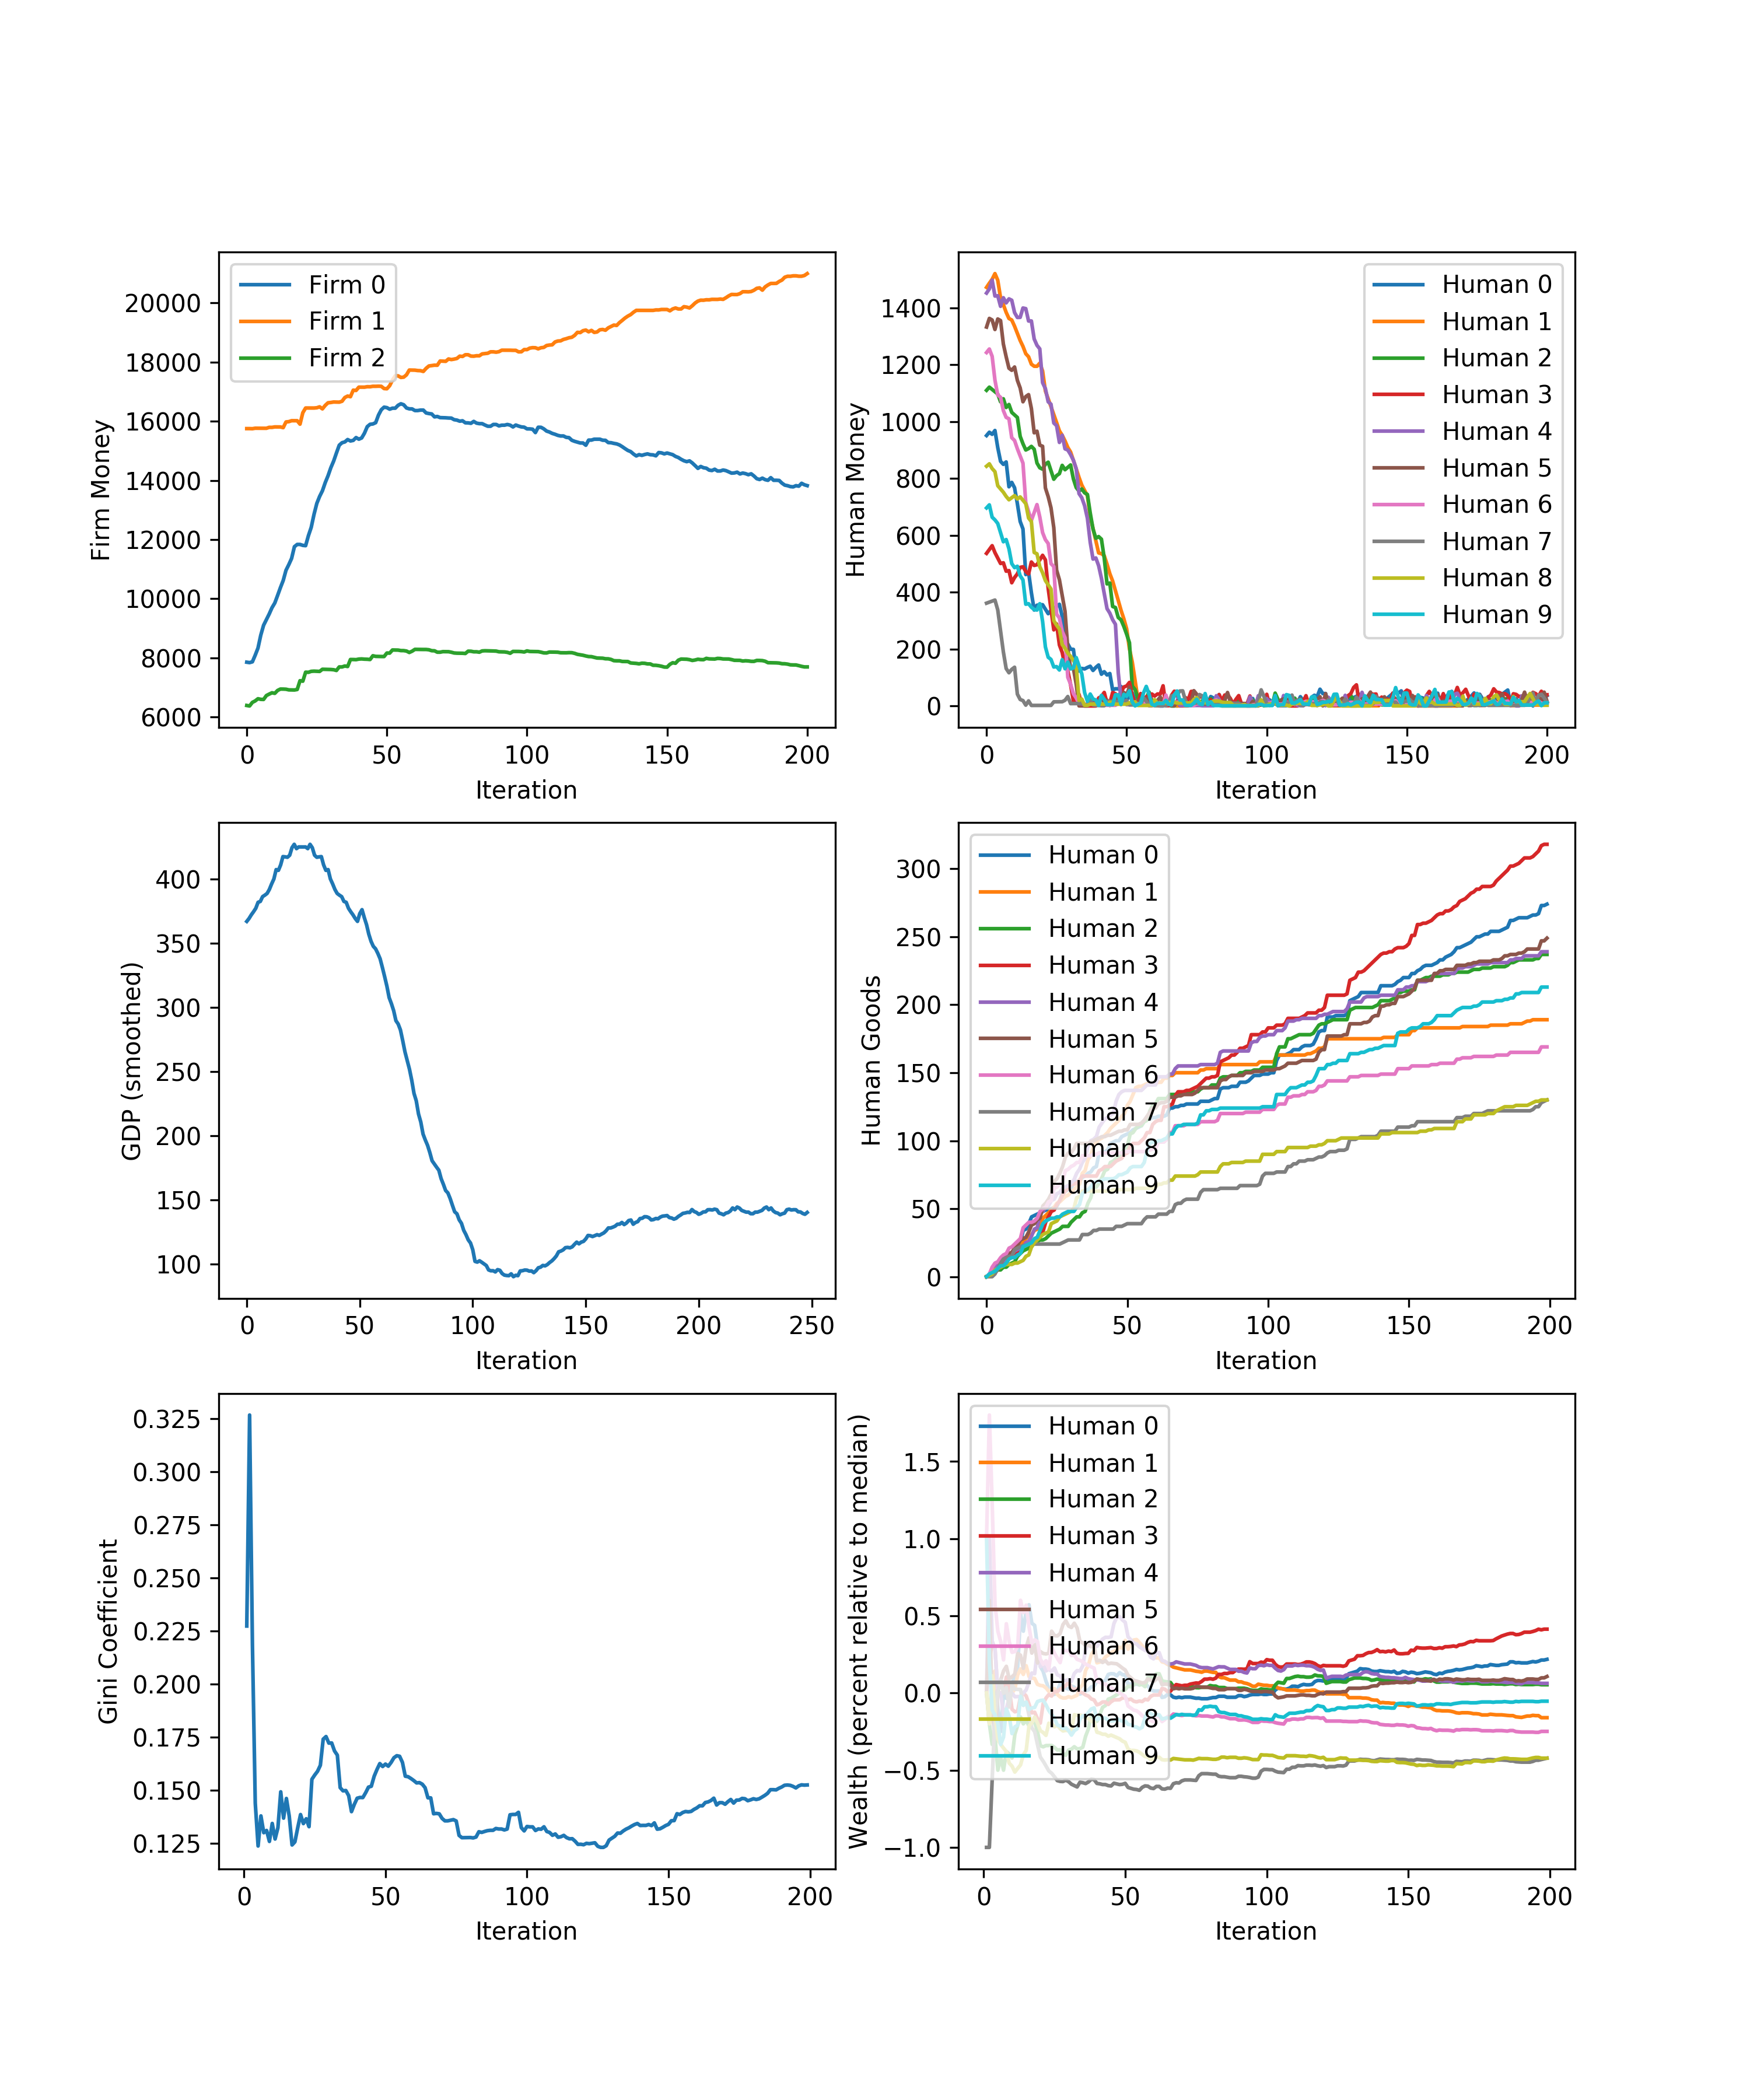 Firm Money
20000
18000
16000
14000
12000
10000
8000
6000
Firm 0
Firm 1
Firm 2
0 50 100 150 200
Iteration
Human Money
1400
1200
1000
800
600
400
200
0
Human 0
Human 1
Human 2
Human 3
Human 4
Human 5
Human 6
Human 7
Human 8
Human 9
0 50 100 150 200
Iteration
GDP (smoothed)
400
350
300
250
200
150
100
0 50 100 150 200 250
Iteration
Human Goods
300
250
200
150
100
50
0
Human 0
Human 1
Human 2
Human 3
Human 4
Human 5
Human 6
Human 7
Human 8
Human 9
0 50 100 150 200
Iteration
Gini Coefficient
0.325
0.300
0.275
0.250
0.225
0.200
0.175
0.150
0.125
0 50 100 150 200
Iteration
Wealth (percent relative to median)
1.5
1.0
0.5
0.0
−0.5
−1.0
Human 0
Human 1
Human 2
Human 3
Human 4
Human 5
Human 6
Human 7
Human 8
Human 9
0 50 100 150 200
Iteration